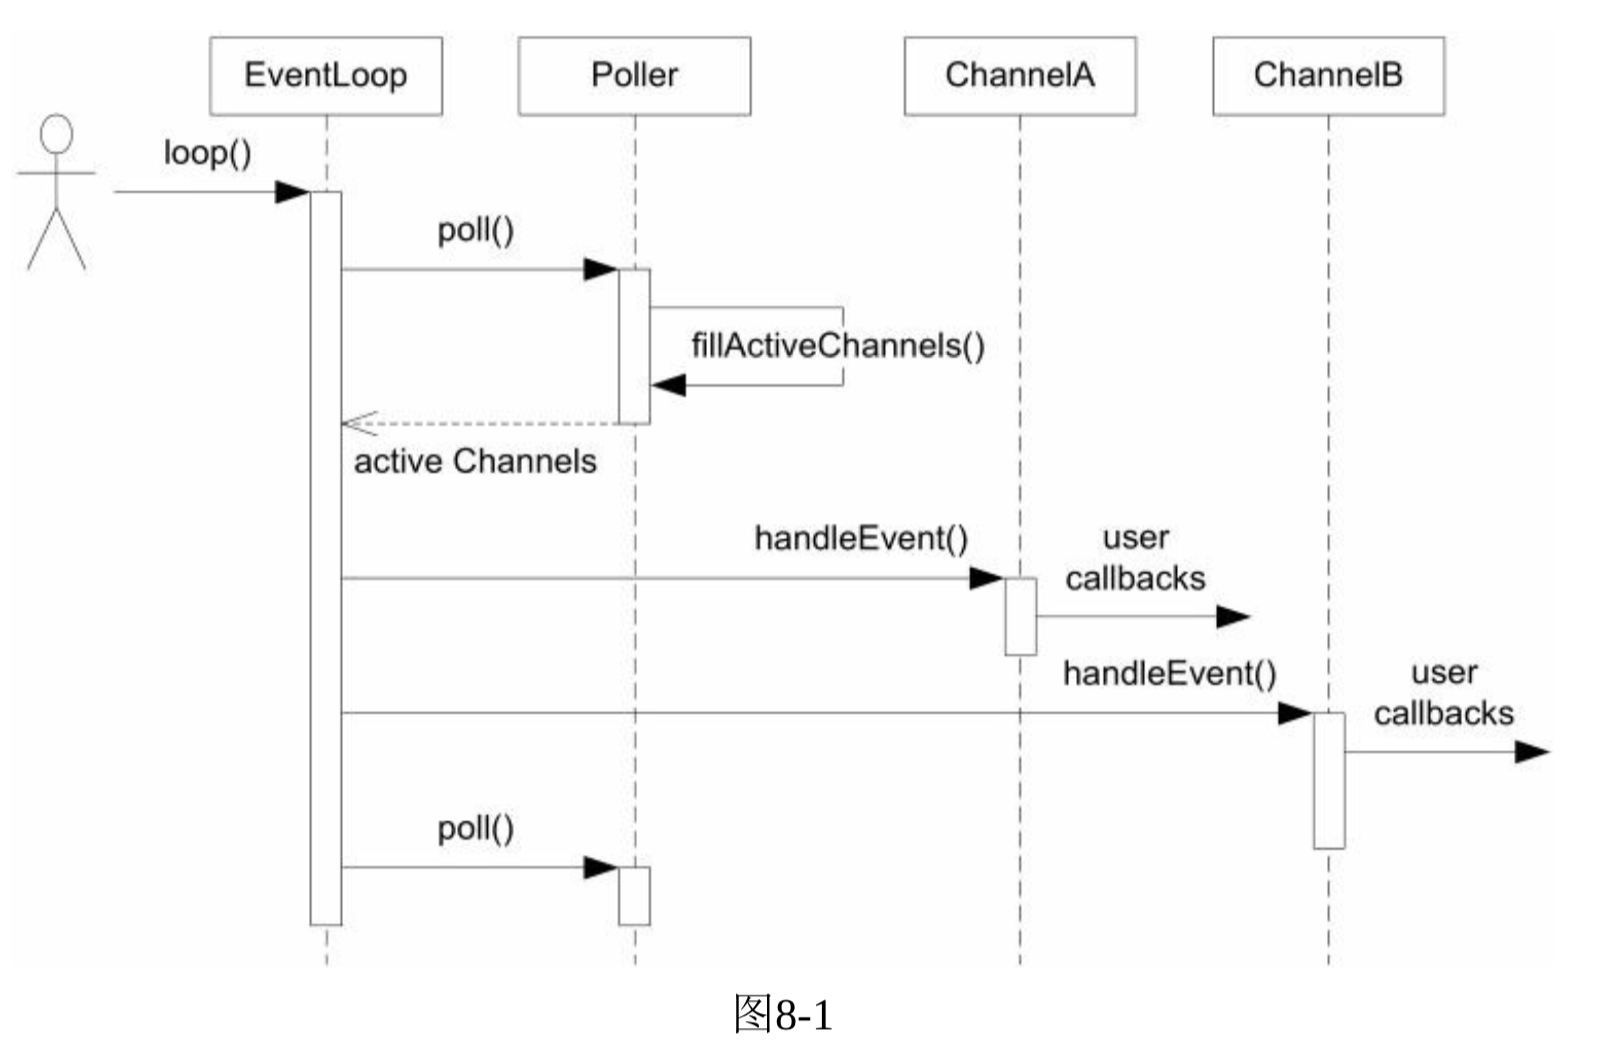 EventLoop
Poller
ChannelA
ChannelB
loop()
poll()
fillActiveChannels()
active Channels
handleEvent()
user
callbacks
handleEvent()
user
callbacks
poll()
图8-1